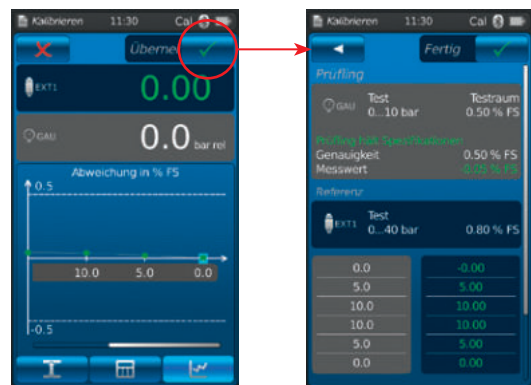 Kalibrieren 11:30 Cal
Überne
EXT1 0.00
GAU 0.0 bar rel
Abweichung in % FS
0.5
10.0 5.0 0.0
-0.5
Kalibrieren 11:30 Cal
Fertig
Prüfling
GAU Test Testraum
0...10 bar 0.50 % FS
Prüfling hält Spezifikationen
Genauigkeit 0.50 % FS
Messwert -0.05 % FS
Referenz
EXT1 Test
0...40 bar 0.80 % FS
0.0 -0.00
5.0 5.00
10.0 10.00
10.0 10.00
5.0 5.00
0.0 0.00